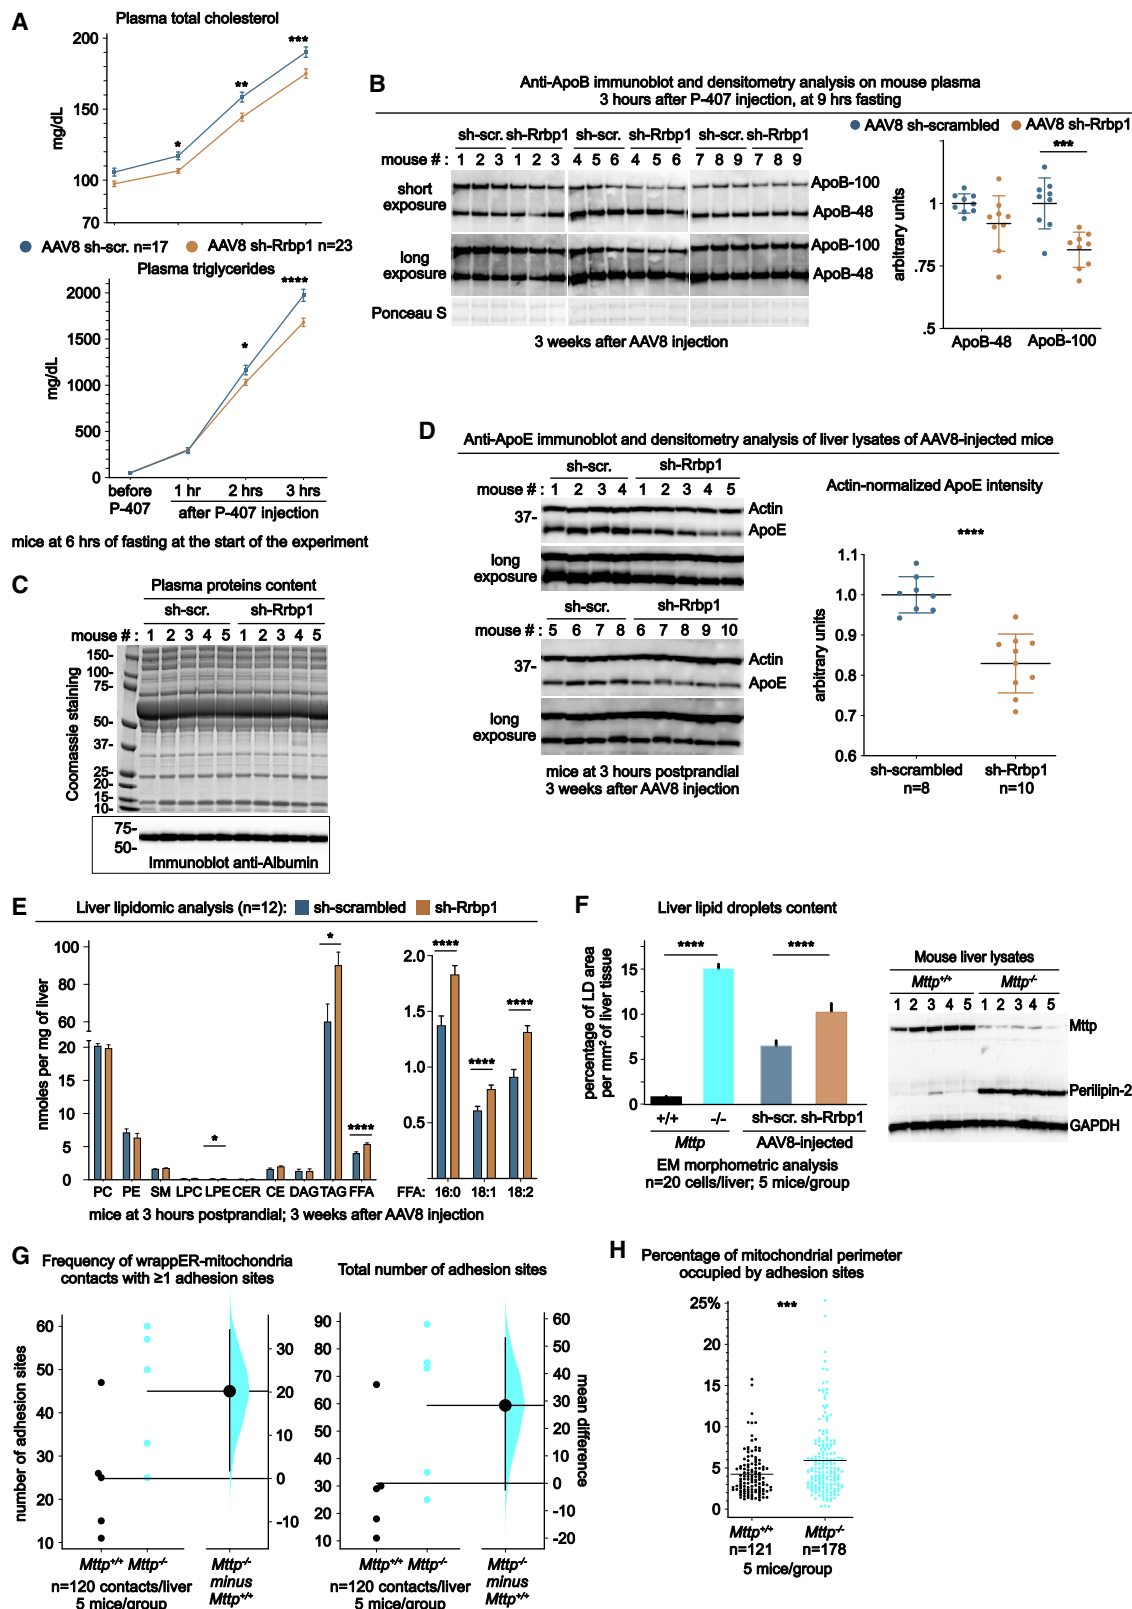 A
Plasma total cholesterol
200
150
100
70
mg/dL
*
**
***
AAV8 sh-scr. n=17 AAV8 sh-Rrbp1 n=23
Plasma triglycerides
2000
1500
1000
500
0
mg/dL
*
****
before P-407
1 hr 2 hrs 3 hrs
after P-407 injection
mice at 6 hrs of fasting at the start of the experiment
B
Anti-ApoB immunoblot and densitometry analysis on mouse plasma
3 hours after P-407 injection, at 9 hrs fasting
sh-scr. sh-Rrbp1 sh-scr. sh-Rrbp1 sh-scr. sh-Rrbp1
mouse # : 1 2 3 1 2 3 4 5 6 4 5 6 7 8 9 7 8 9
short exposure
ApoB-100
ApoB-48
long exposure
ApoB-100
ApoB-48
Ponceau S
3 weeks after AAV8 injection
AAV8 sh-scrambled AAV8 sh-Rrbp1
***
1
.75
.5
arbitrary units
ApoB-48 ApoB-100
C
Plasma proteins content
sh-scr. sh-Rrbp1
mouse # : 1 2 3 4 5 1 2 3 4 5
Coomassie staining
150-
100-
75-
50-
37-
25-
20-
15-
10-
75-
50-
Immunoblot anti-Albumin
D
Anti-ApoE immunoblot and densitometry analysis of liver lysates of AAV8-injected mice
sh-scr. sh-Rrbp1
mouse # : 1 2 3 4 1 2 3 4 5
37-
Actin
ApoE
long exposure
sh-scr. sh-Rrbp1
mouse # : 5 6 7 8 6 7 8 9 10
37-
Actin
ApoE
long exposure
mice at 3 hours postprandial
3 weeks after AAV8 injection
Actin-normalized ApoE intensity
****
1.1
1.0
0.9
0.8
0.7
0.6
arbitrary units
sh-scrambled sh-Rrbp1
n=8 n=10
E
Liver lipidomic analysis (n=12): sh-scrambled sh-Rrbp1
nmoles per mg of liver
100
80
60
20
15
10
5
0
*
*
****
PC PE SM LPC LPE CER CE DAG TAG FFA
2.0
1.5
1.0
0.5
****
****
****
FFA: 16:0 18:1 18:2
mice at 3 hours postprandial; 3 weeks after AAV8 injection
F
Liver lipid droplets content
percentage of LD area
per mm² of liver tissue
15
10
5
0
****
****
+/+ -/- sh-scr. sh-Rrbp1
Mttp AAV8-injected
EM morphometric analysis
n=20 cells/liver; 5 mice/group
Mouse liver lysates
Mttp+/+ Mttp-/-
1 2 3 4 5 1 2 3 4 5
Mttp
Perilipin-2
GAPDH
G
Frequency of wrappER-mitochondria
contacts with ≥1 adhesion sites
number of adhesion sites
60
50
40
30
20
10
30
20
10
0
-10
Mttp+/+ Mttp-/- Mttp-/- minus Mttp+/+
n=120 contacts/liver
5 mice/group
Total number of adhesion sites
90
80
70
60
50
40
30
20
10
60
50
40
30
20
10
0
-10
-20
mean difference
Mttp+/+ Mttp-/- Mttp-/- minus Mttp+/+
n=120 contacts/liver
5 mice/group
H
Percentage of mitochondrial perimeter
occupied by adhesion sites
25%
20
15
10
5
0
***
Mttp+/+ Mttp-/-
n=121 n=178
5 mice/group